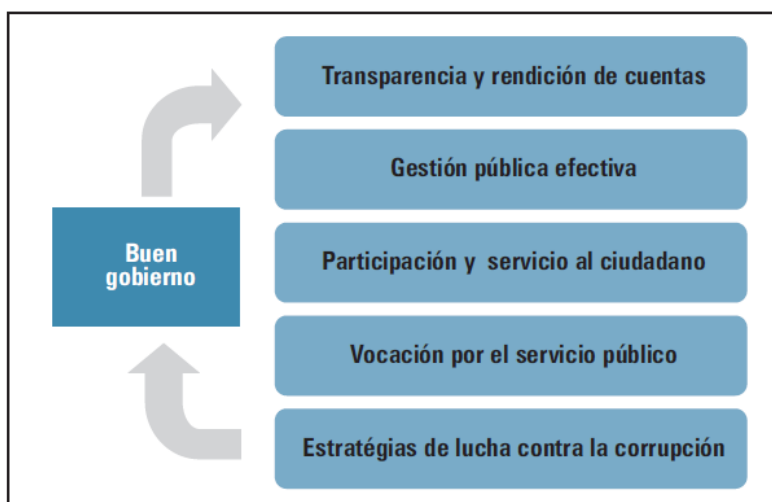 Transparencia y rendición de cuentas
Gestión pública efectiva
Buen
gobierno
Participación y servicio al ciudadano
Vocación por el servicio público
Estratégias de lucha contra la corrupción